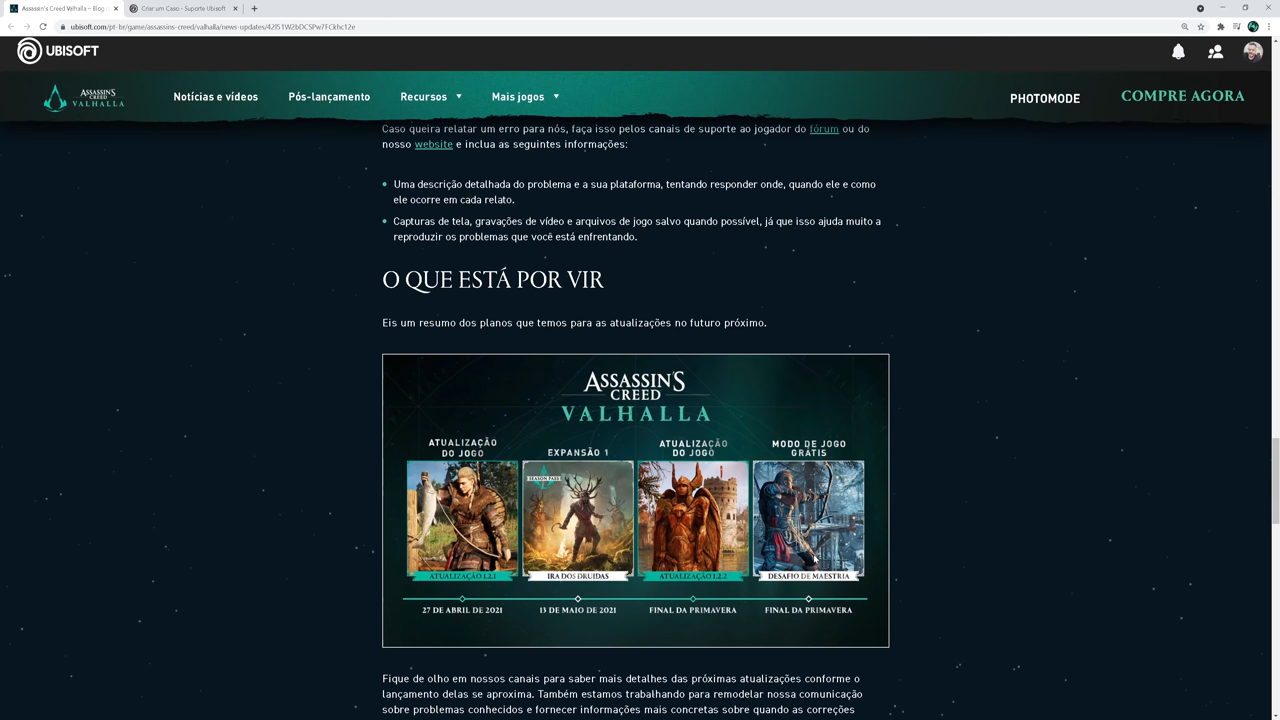 Assassin's Creed Valhalla – Blog
Criar um Caso - Suporte Ubisoft
ubisoft.com/pt-br/game/assassins-creed/valhalla/news-updates/
UBISOFT
ASSASSIN'S
CREED
VALHALLA
Notícias e vídeos
Pós-lançamento
Recursos
Mais jogos
PHOTOMODE
COMPRE AGORA
Caso queira relatar um erro para nós, faça isso pelos canais de suporte ao jogador do fórum ou do
nosso website e inclua as seguintes informações:
Uma descrição detalhada do problema e a sua plataforma, tentando responder onde, quando ele e como
ele ocorre em cada relato.
Capturas de tela, gravações de vídeo e arquivos de jogo salvo quando possível, já que isso ajuda muito a
reproduzir os problemas que você está enfrentando.
O QUE ESTÁ POR VIR
Eis um resumo dos planos que temos para as atualizações no futuro próximo.
ASSASSIN'S
CREED
VALHALLA
ATUALIZAÇÃO
DO JOGO
EXPANSÃO 1
ATUALIZAÇÃO
DO JOGO
MODO DE JOGO
GRÁTIS
SEASON PASS
ATUALIZAÇÃO 1.2.1
IRA DOS DRUIDAS
ATUALIZAÇÃO 1.2.2
DESAFIO DE MAESTRIA
27 DE ABRIL DE 2021
13 DE MAIO DE 2021
FINAL DA PRIMAVERA
FINAL DA PRIMAVERA
Fique de olho em nossos canais para saber mais detalhes das próximas atualizações conforme o
lançamento delas se aproxima. Também estamos trabalhando para remodelar nossa comunicação
sobre problemas conhecidos e fornecer informações mais concretas sobre quando as correções